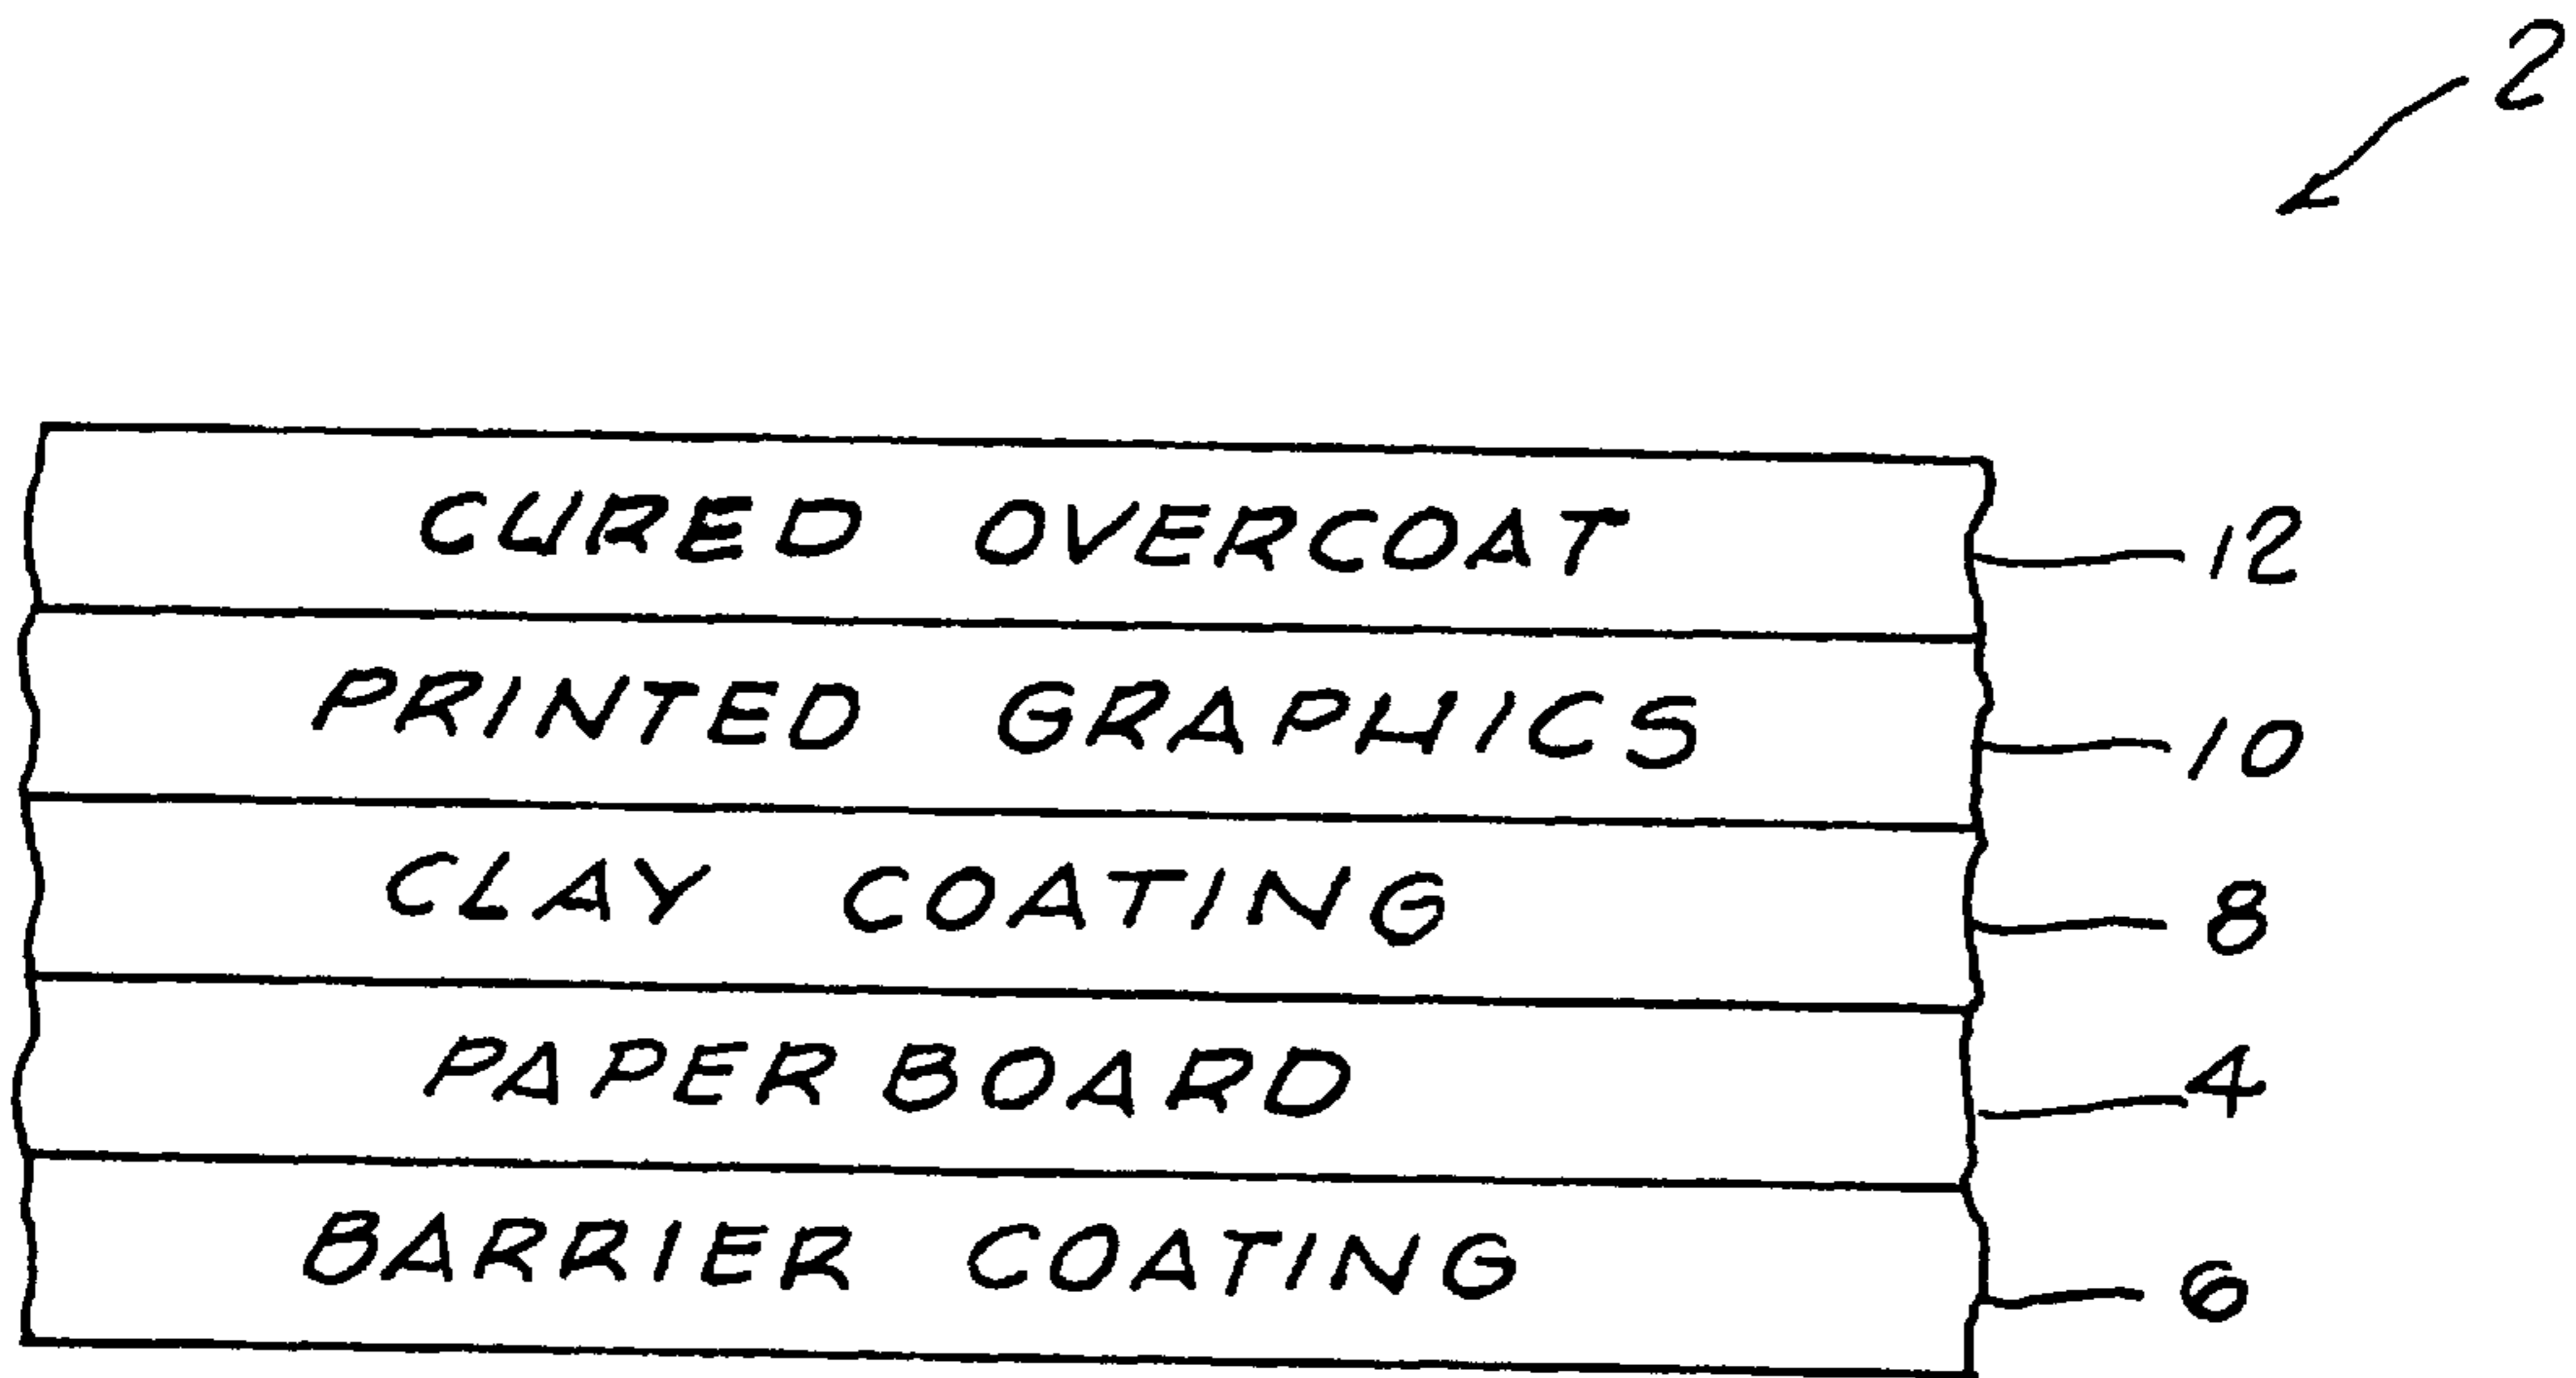 2
CURED OVERCOAT 12
PRINTED GRAPHICS 10
CLAY COATING 8
PAPER BOARD 4
BARRIER COATING 6